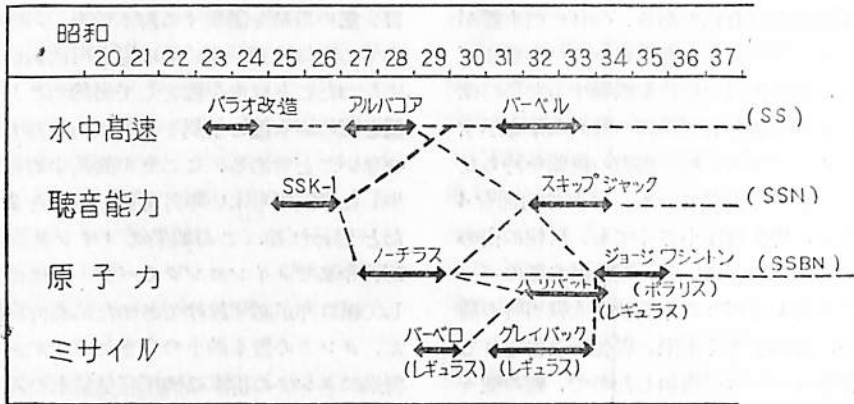 昭和
20 21 22 23 24 25 26 27 28 29 30 31 32 33 34 35 36 37
水中高速 バラオ改造 アルバコア バーベル (SS)
聴音能力 SSK-1 スキップジャック (SSN)
原子力 ノーチラス ジョージワシントン (SSBN)
ハリバット (ポラリス)
(レギュラス)
ミサイル バーベロ グレイバック
(レギュラス) (レギュラス)